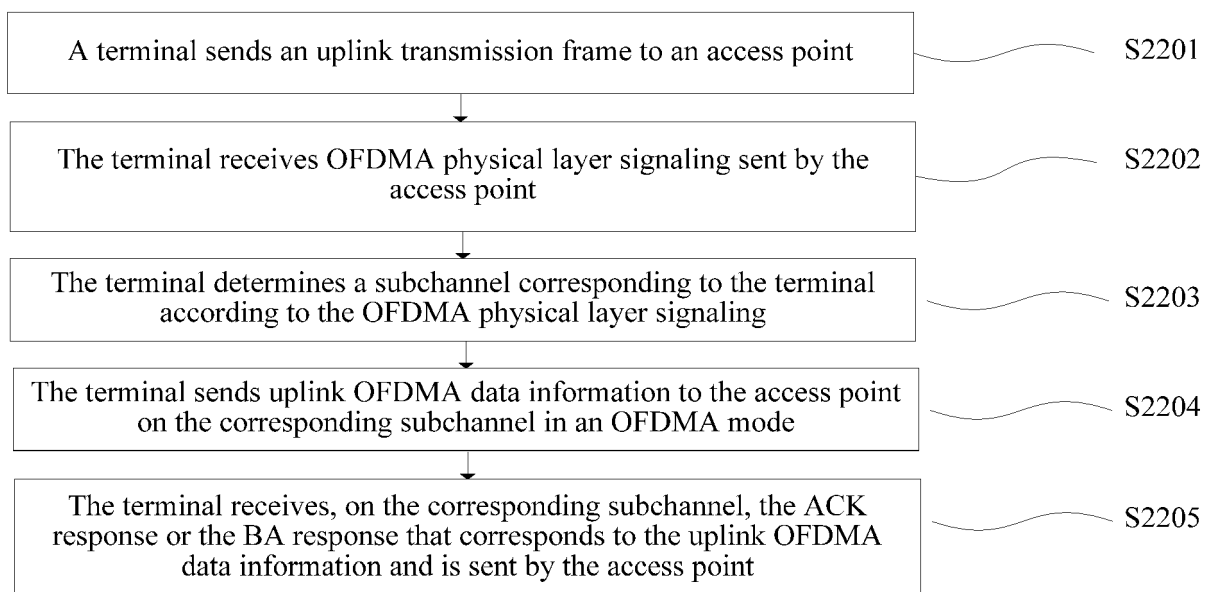 A terminal sends an uplink transmission frame to an access point
S2201
The terminal receives OFDMA physical layer signaling sent by the
access point
S2202
The terminal determines a subchannel corresponding to the terminal
according to the OFDMA physical layer signaling
S2203
The terminal sends uplink OFDMA data information to the access point
on the corresponding subchannel in an OFDMA mode
S2204
The terminal receives, on the corresponding subchannel, the ACK
response or the BA response that corresponds to the uplink OFDMA
data information and is sent by the access point
S2205